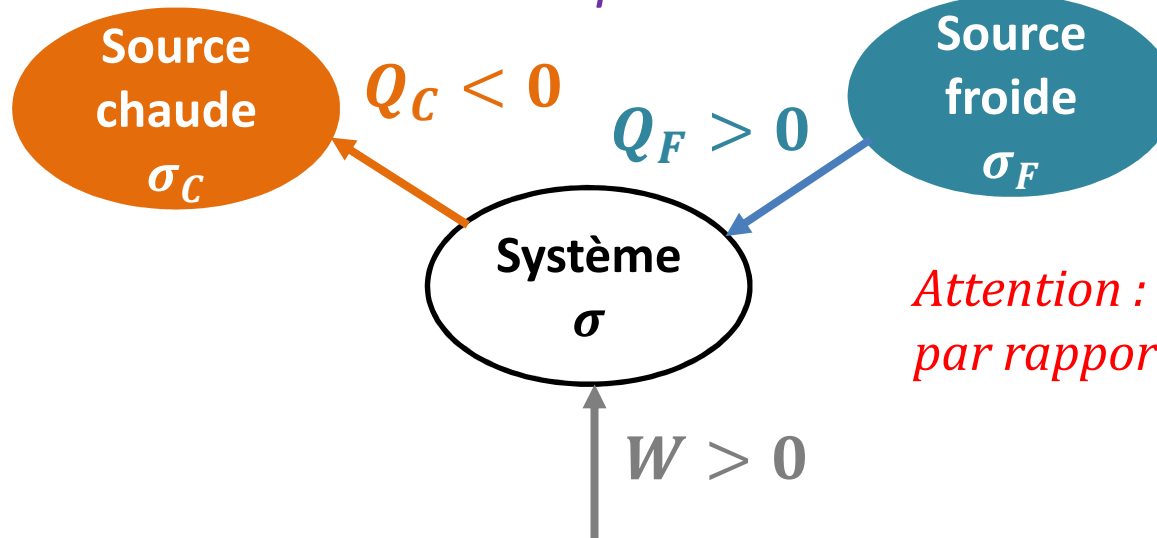 Source
chaude
σ_C
Q_C < 0
Q_F > 0
Source
froide
σ_F
Système
σ
Attention :
par rappor
W > 0